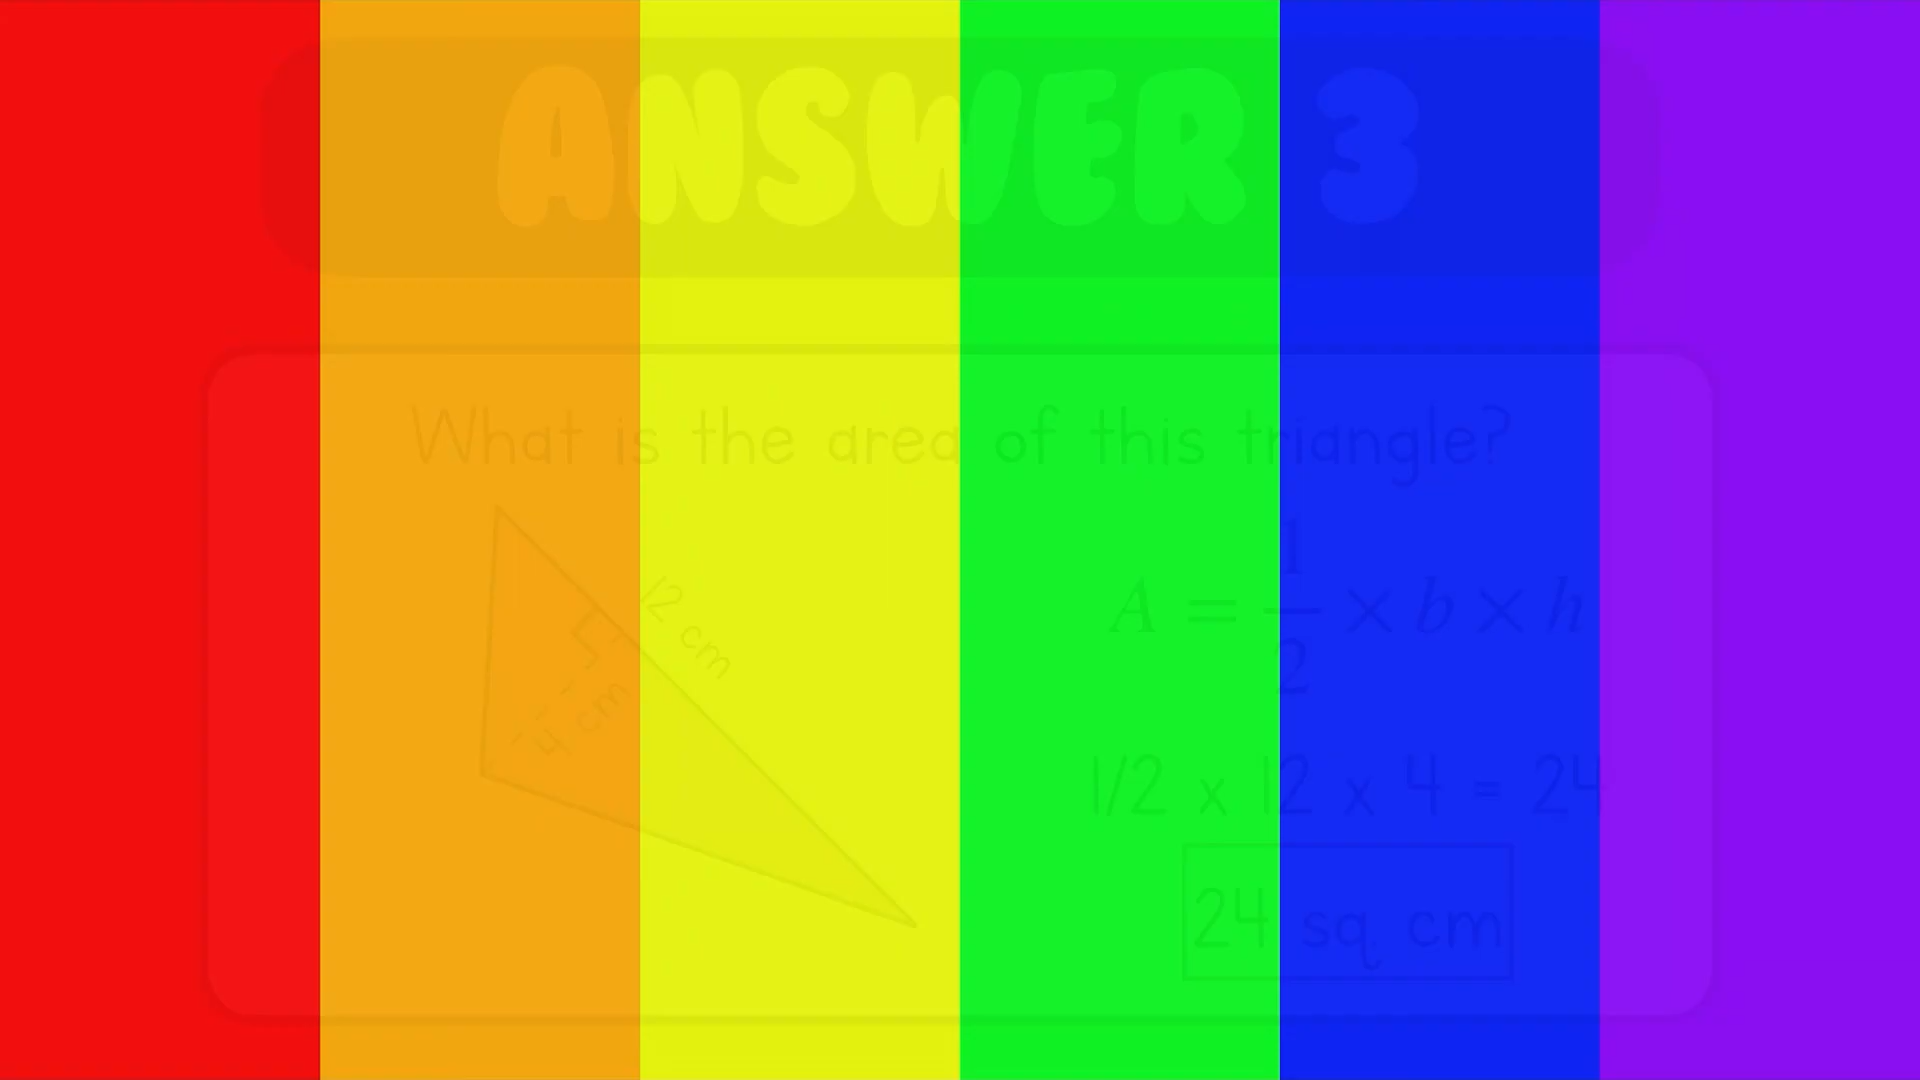 ANSWER 3
What is the area of this triangle?
12 cm
4 cm
A = 1/2 × b × h
1/2 x 12 x 4 = 24
24 sq cm